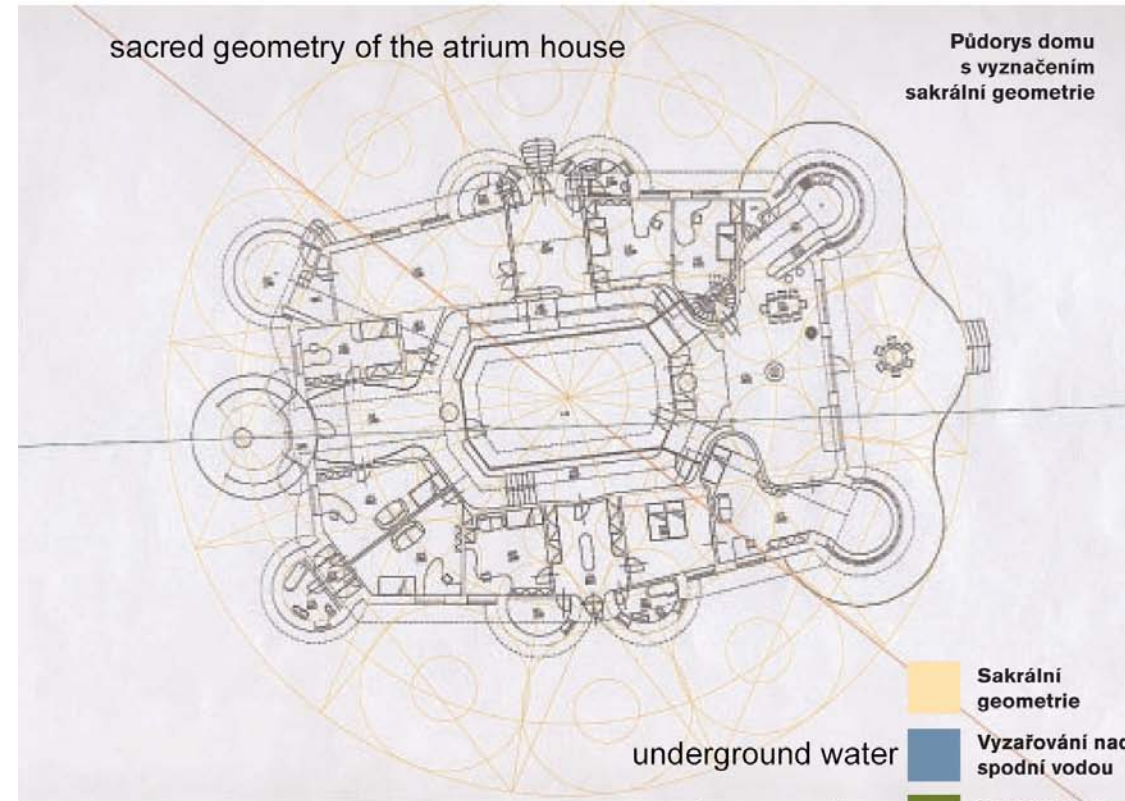 sacred geometry of the atrium house
Půdorys domu
s vyznačením
sakrální geometrie
Sakrální
geometrie
underground water
Vyzařování nad
spodní vodou